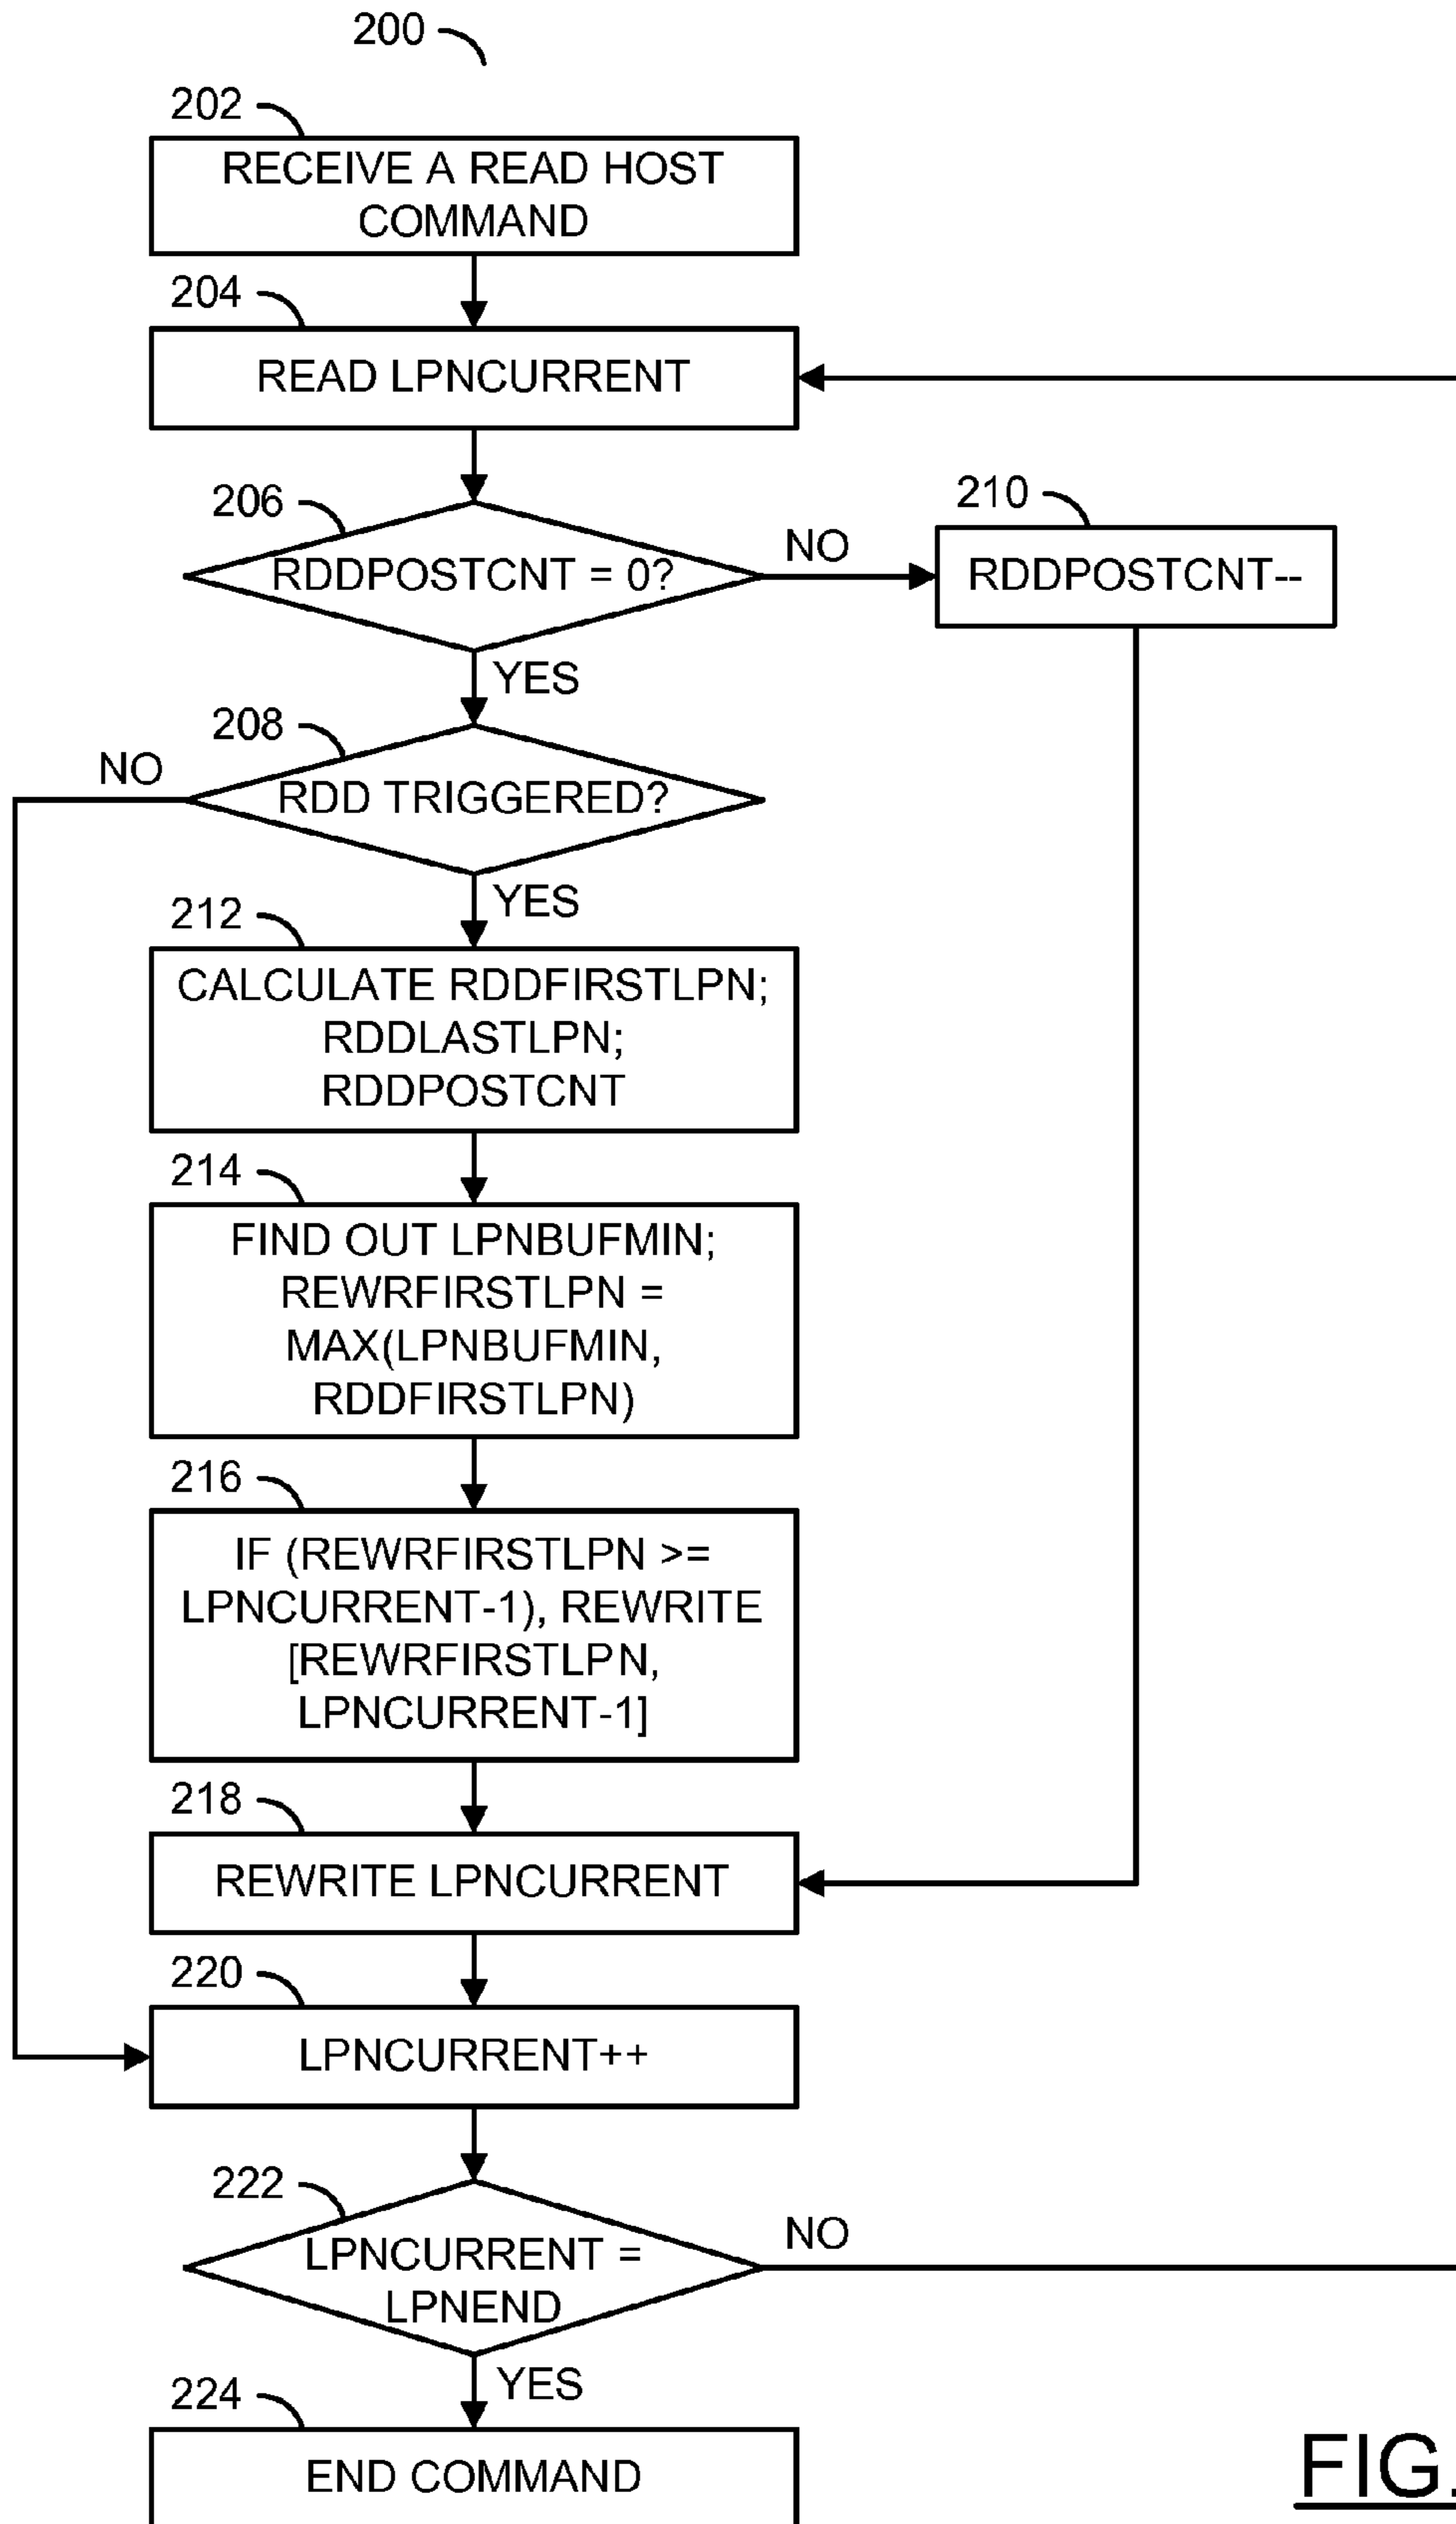 200
202
RECEIVE A READ HOST
COMMAND
204
READ LPNCURRENT
206
RDDPOSTCNT = 0?
NO
210
RDDPOSTCNT--
YES
208
NO
RDD TRIGGERED?
YES
212
CALCULATE RDDFIRSTLPN;
RDDLASTLPN;
RDDPOSTCNT
214
FIND OUT LPNBUFMIN;
REWRFIRSTLPN =
MAX(LPNBUFMIN,
RDDFIRSTLPN)
216
IF (REWRFIRSTLPN >=
LPNCURRENT-1), REWRITE
[REWRFIRSTLPN,
LPNCURRENT-1]
218
REWRITE LPNCURRENT
220
LPNCURRENT++
222
LPNCURRENT =
LPNEND
NO
YES
224
END COMMAND
FIG.